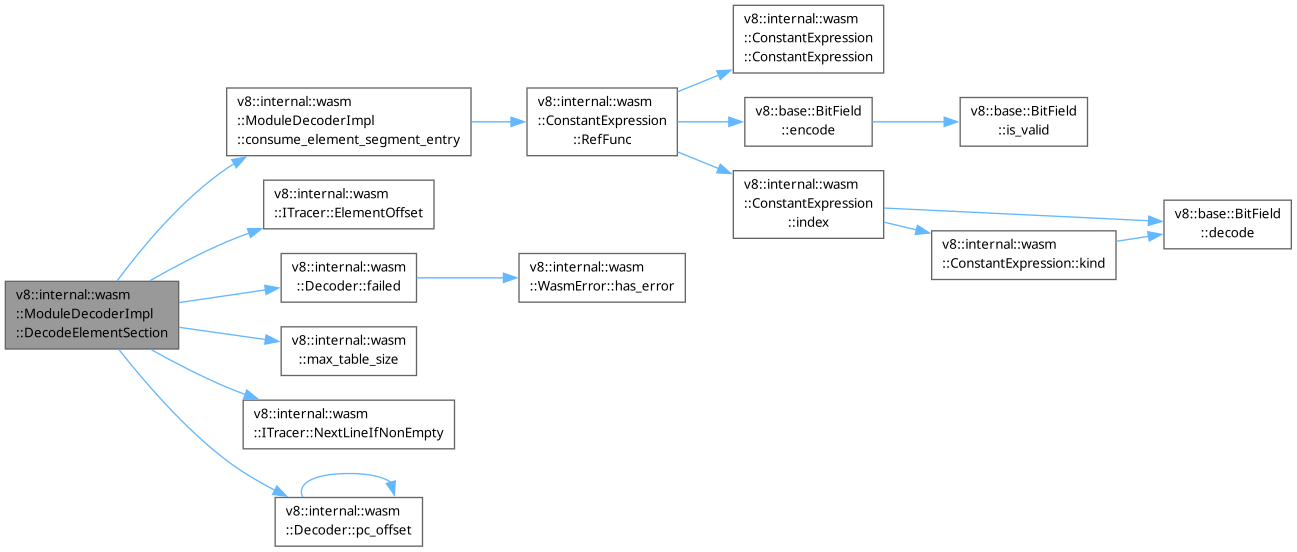 v8::internal::wasm
::ModuleDecoderImpl
::DecodeElementSection
v8::internal::wasm
::ModuleDecoderImpl
::consume_element_segment_entry
v8::internal::wasm
::ConstantExpression
::RefFunc
v8::internal::wasm
::ConstantExpression
::ConstantExpression
v8::base::BitField
::encode
v8::base::BitField
::is_valid
v8::internal::wasm
::ConstantExpression
::index
v8::base::BitField
::decode
v8::internal::wasm
::ConstantExpression::kind
v8::internal::wasm
::ITracer::ElementOffset
v8::internal::wasm
::Decoder::failed
v8::internal::wasm
::WasmError::has_error
v8::internal::wasm
::max_table_size
v8::internal::wasm
::ITracer::NextLineIfNonEmpty
v8::internal::wasm
::Decoder::pc_offset